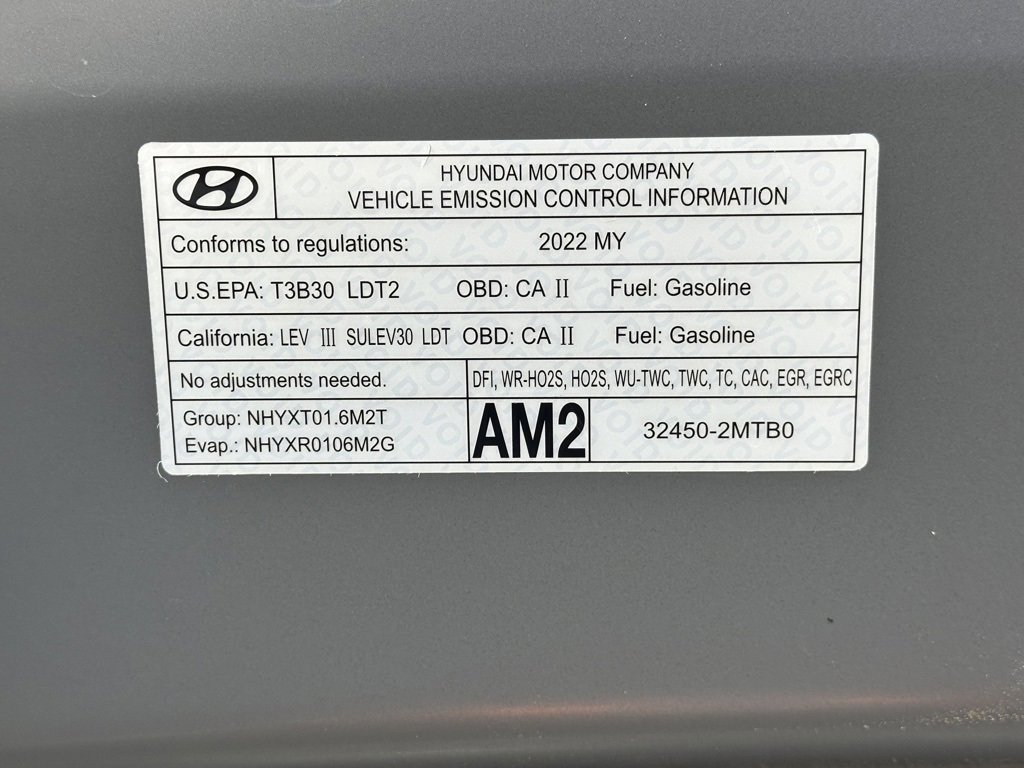 HYUNDAI MOTOR COMPANY
VEHICLE EMISSION CONTROL INFORMATION
Conforms to regulations: 2022 MY
U.S.EPA: T3B30 LDT2 OBD: CA II Fuel: Gasoline
California: LEV III SULEV30 LDT OBD: CA II Fuel: Gasoline
No adjustments needed. DFI, WR-HO2S, HO2S, WU-TWC, TWC, TC, CAC, EGR, EGRC
Group: NHYXT01.6M2T
Evap.: NHYXR0106M2G
AM2
32450-2MTB0